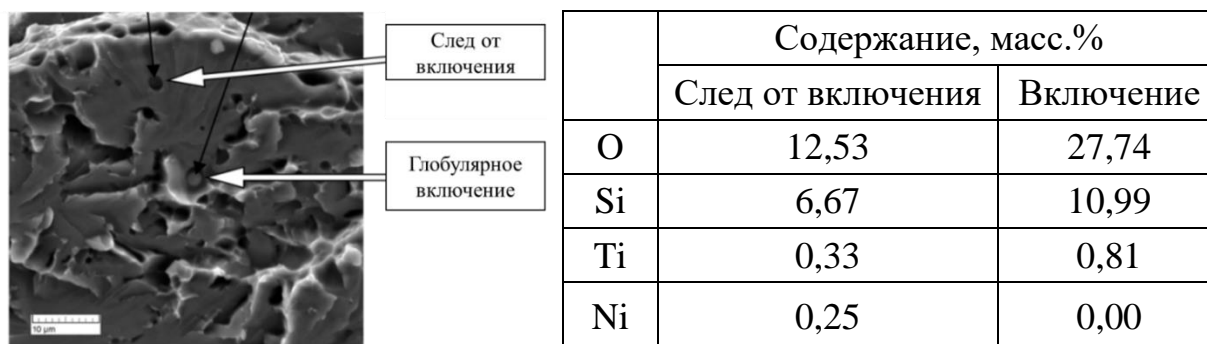 След от
включения
Глобулярное
включение
10 µm
Содержание, масс.%
След от включения Включение
O 12,53 27,74
Si 6,67 10,99
Ti 0,33 0,81
Ni 0,25 0,00